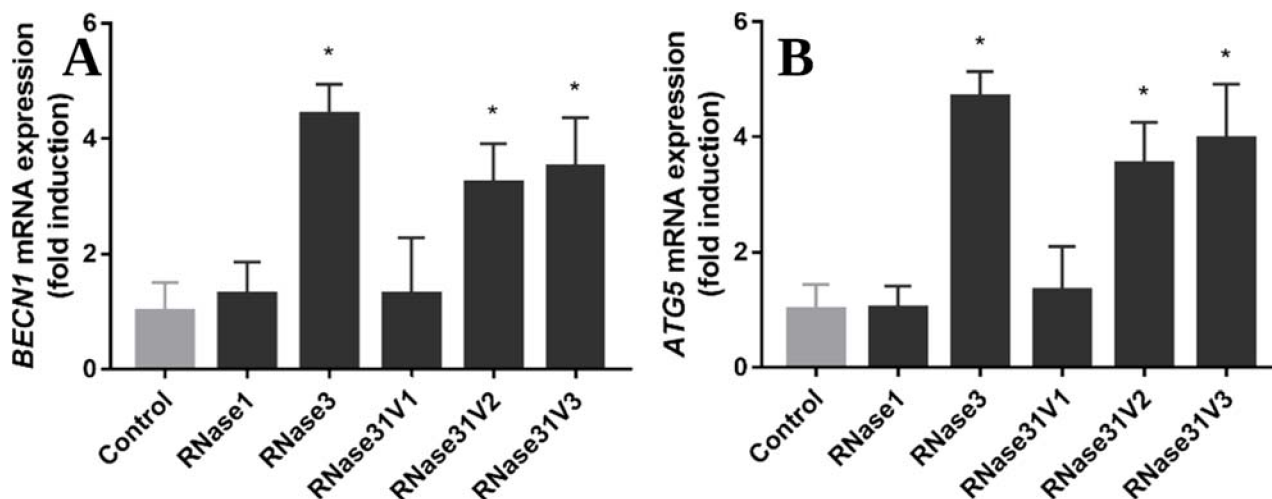 A
BECN1 mRNA expression
(fold induction)
6
4
2
0
*
*
*
Control
RNase1
RNase3
RNase31V1
RNase31V2
RNase31V3
B
ATG5 mRNA expression
(fold induction)
6
4
2
0
*
*
*
Control
RNase1
RNase3
RNase31V1
RNase31V2
RNase31V3